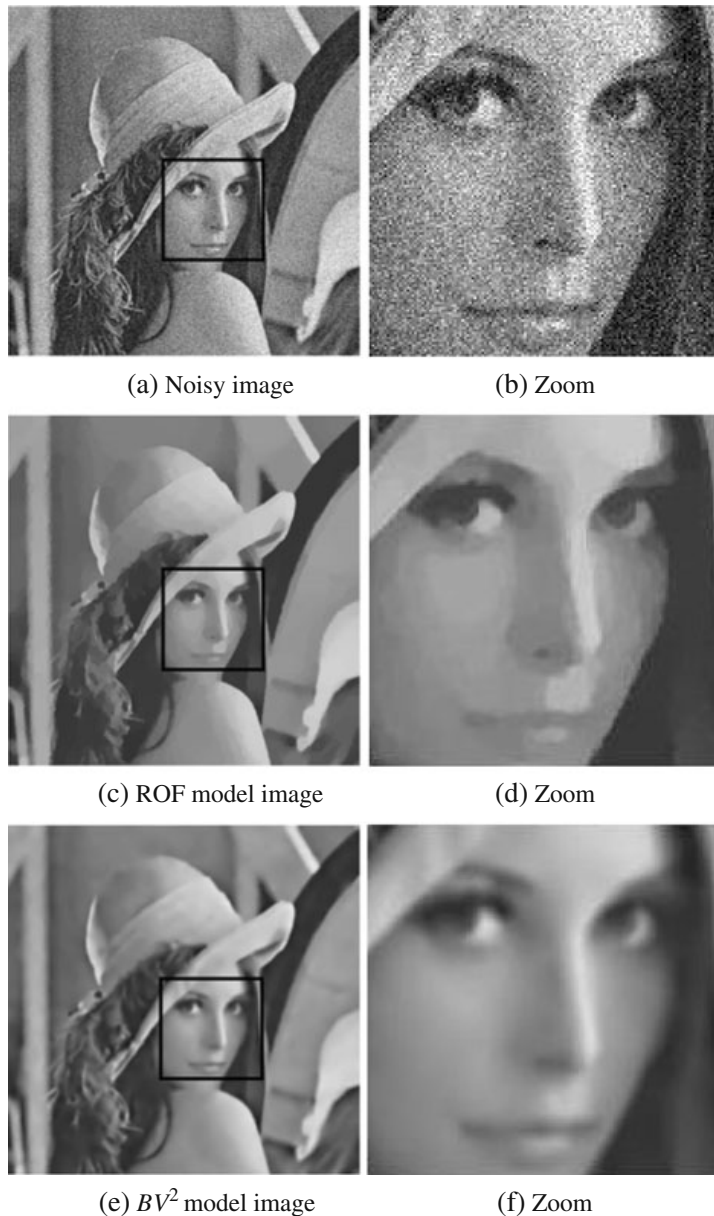 (a) Noisy image
(b) Zoom
(c) ROF model image
(d) Zoom
(e) BV² model image
(f) Zoom